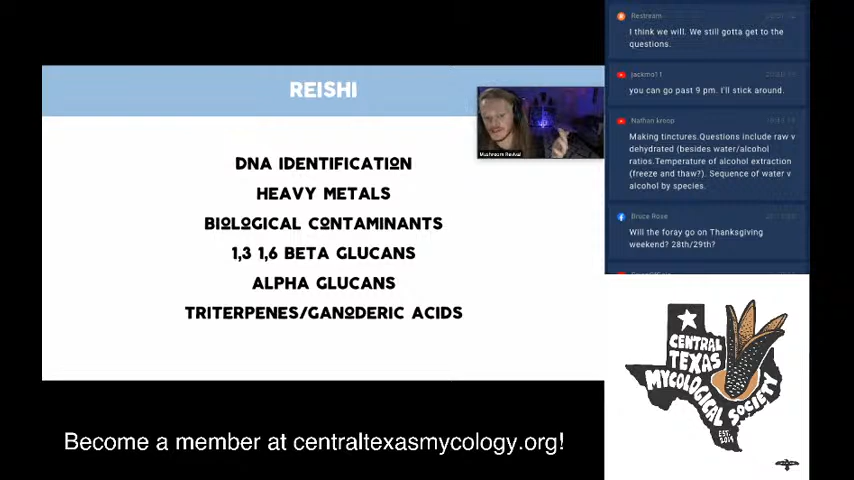 REISHI
DNA IDENTIFICATION
HEAVY METALS
BIOLOGICAL CONTAMINANTS
1,3 1,6 BETA GLUCANS
ALPHA GLUCANS
TRITERPENES/GANODERIC ACIDS
Mushroom Revival
Become a member at centraltexasmycology.org!
Restream
I think we will. We still gotta get to the
questions.
jackmo11
you can go past 9 pm. I'll stick around.
Nathan kroop
Making tinctures.Questions include raw v
dehydrated (besides water/alcohol
ratios.Temperature of alcohol extraction
(freeze and thaw?). Sequence of water v
alcohol by species.
Bruce Rose
Will the foray go on Thanksgiving
weekend? 28th/29th?
CENTRAL
TEXAS
MYCOLOGICAL
SOCIETY
EST.
2019